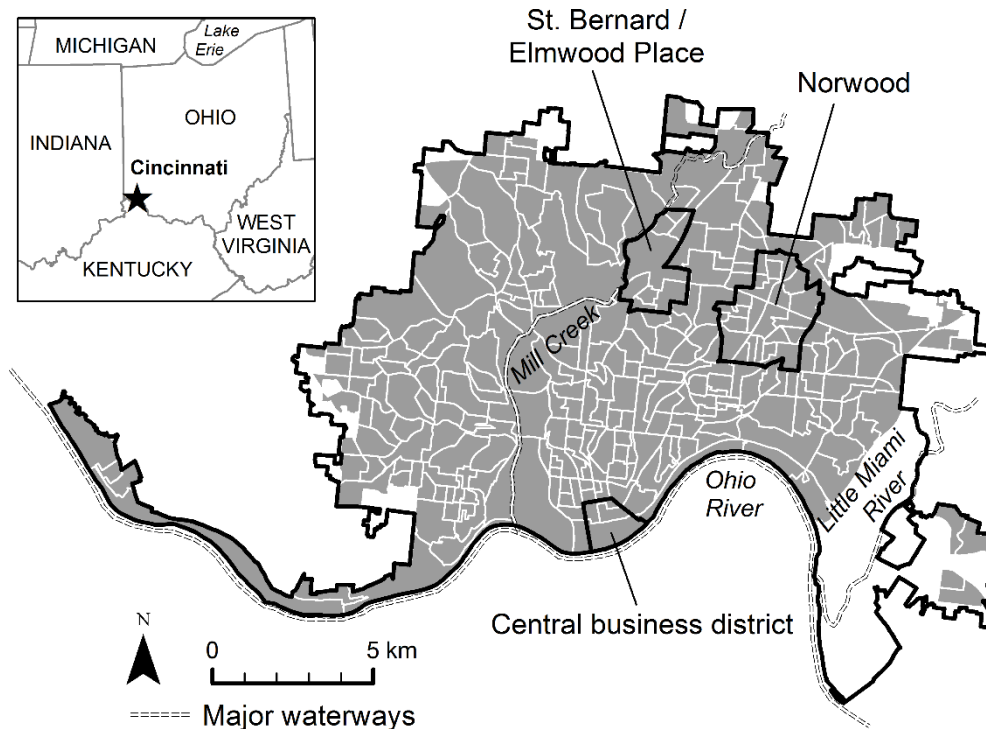 MICHIGAN
Lake
Erie
INDIANA
OHIO
Cincinnati
WEST
VIRGINIA
KENTUCKY
St. Bernard /
Elmwood Place
Norwood
Mill Creek
Ohio
River
Little Miami
River
Central business district
N
0 5 km
Major waterways